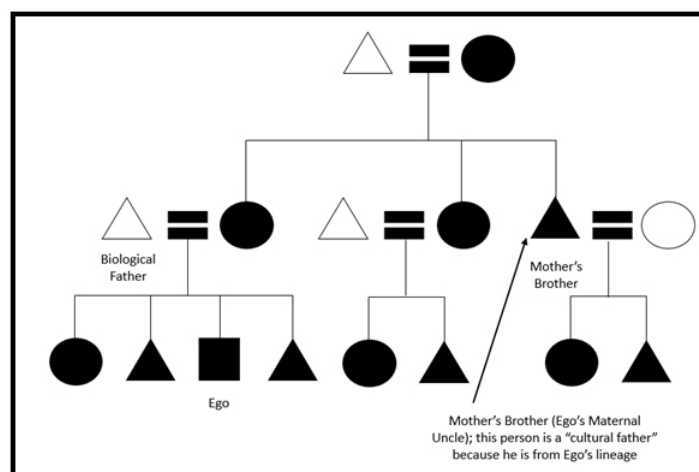 Biological
Father
Mother's
Brother
Ego
Mother's Brother (Ego's Maternal
Uncle); this person is a "cultural father"
because he is from Ego's lineage